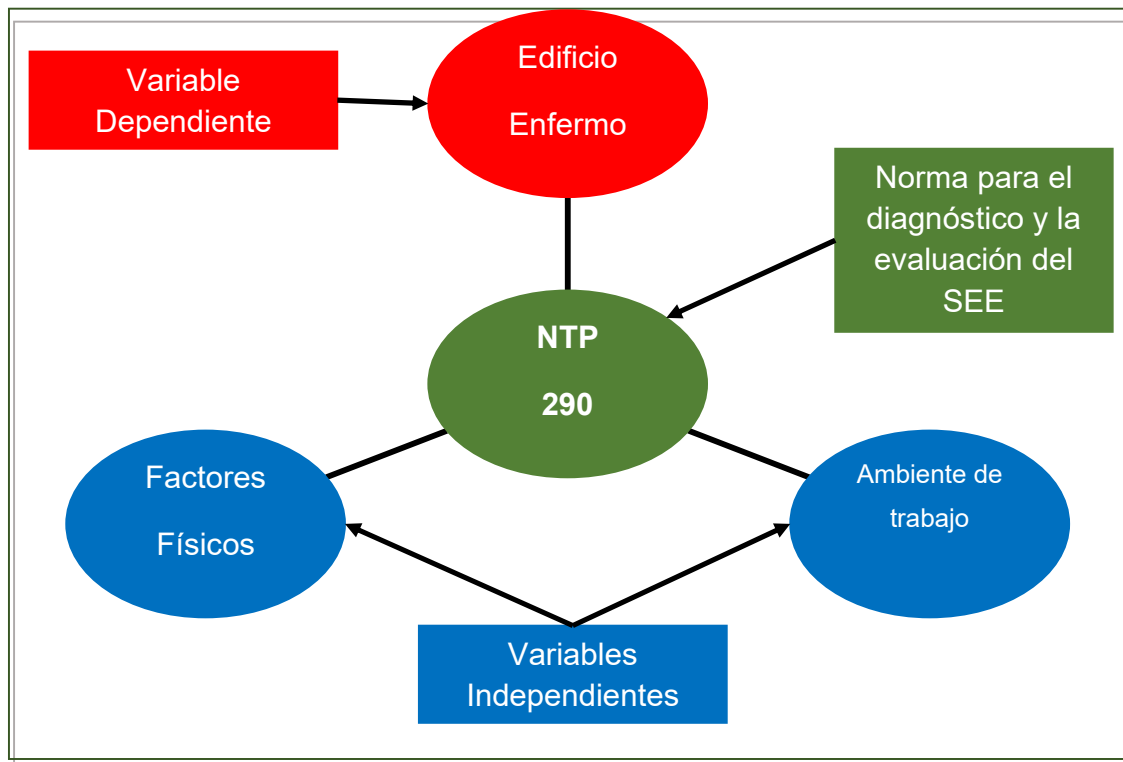 Edificio
Enfermo
Variable
Dependiente
Norma para el
diagnóstico y la
evaluación del
SEE
NTP
290
Factores
Físicos
Ambiente de
trabajo
Variables
Independientes